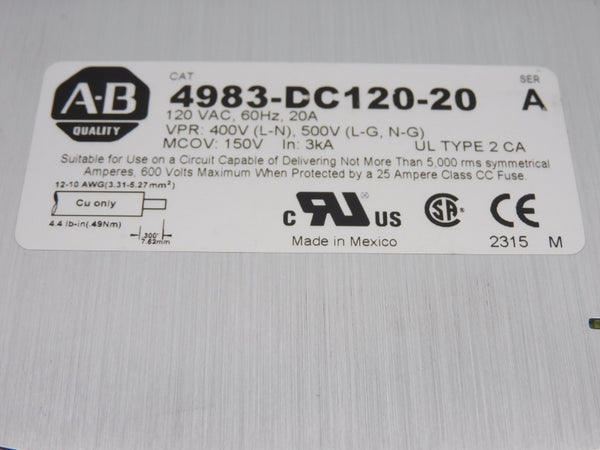 A-B
QUALITY
CAT
SER
4983-DC120-20
A
120 VAC, 60Hz, 20A
VPR: 400V (L-N), 500V (L-G, N-G)
MCOV: 150V In: 3kA UL TYPE 2 CA
Suitable for Use on a Circuit Capable of Delivering Not More Than 5,000 rms symmetrical
Amperes, 600 Volts Maximum When Protected by a 25 Ampere Class CC Fuse.
12-10 AWG(3.31-5.27mm²)
Cu only
4.4 lb-in(.49Nm)
.300"
7.62mm
c RU US
SA
CE
Made in Mexico
2315 M